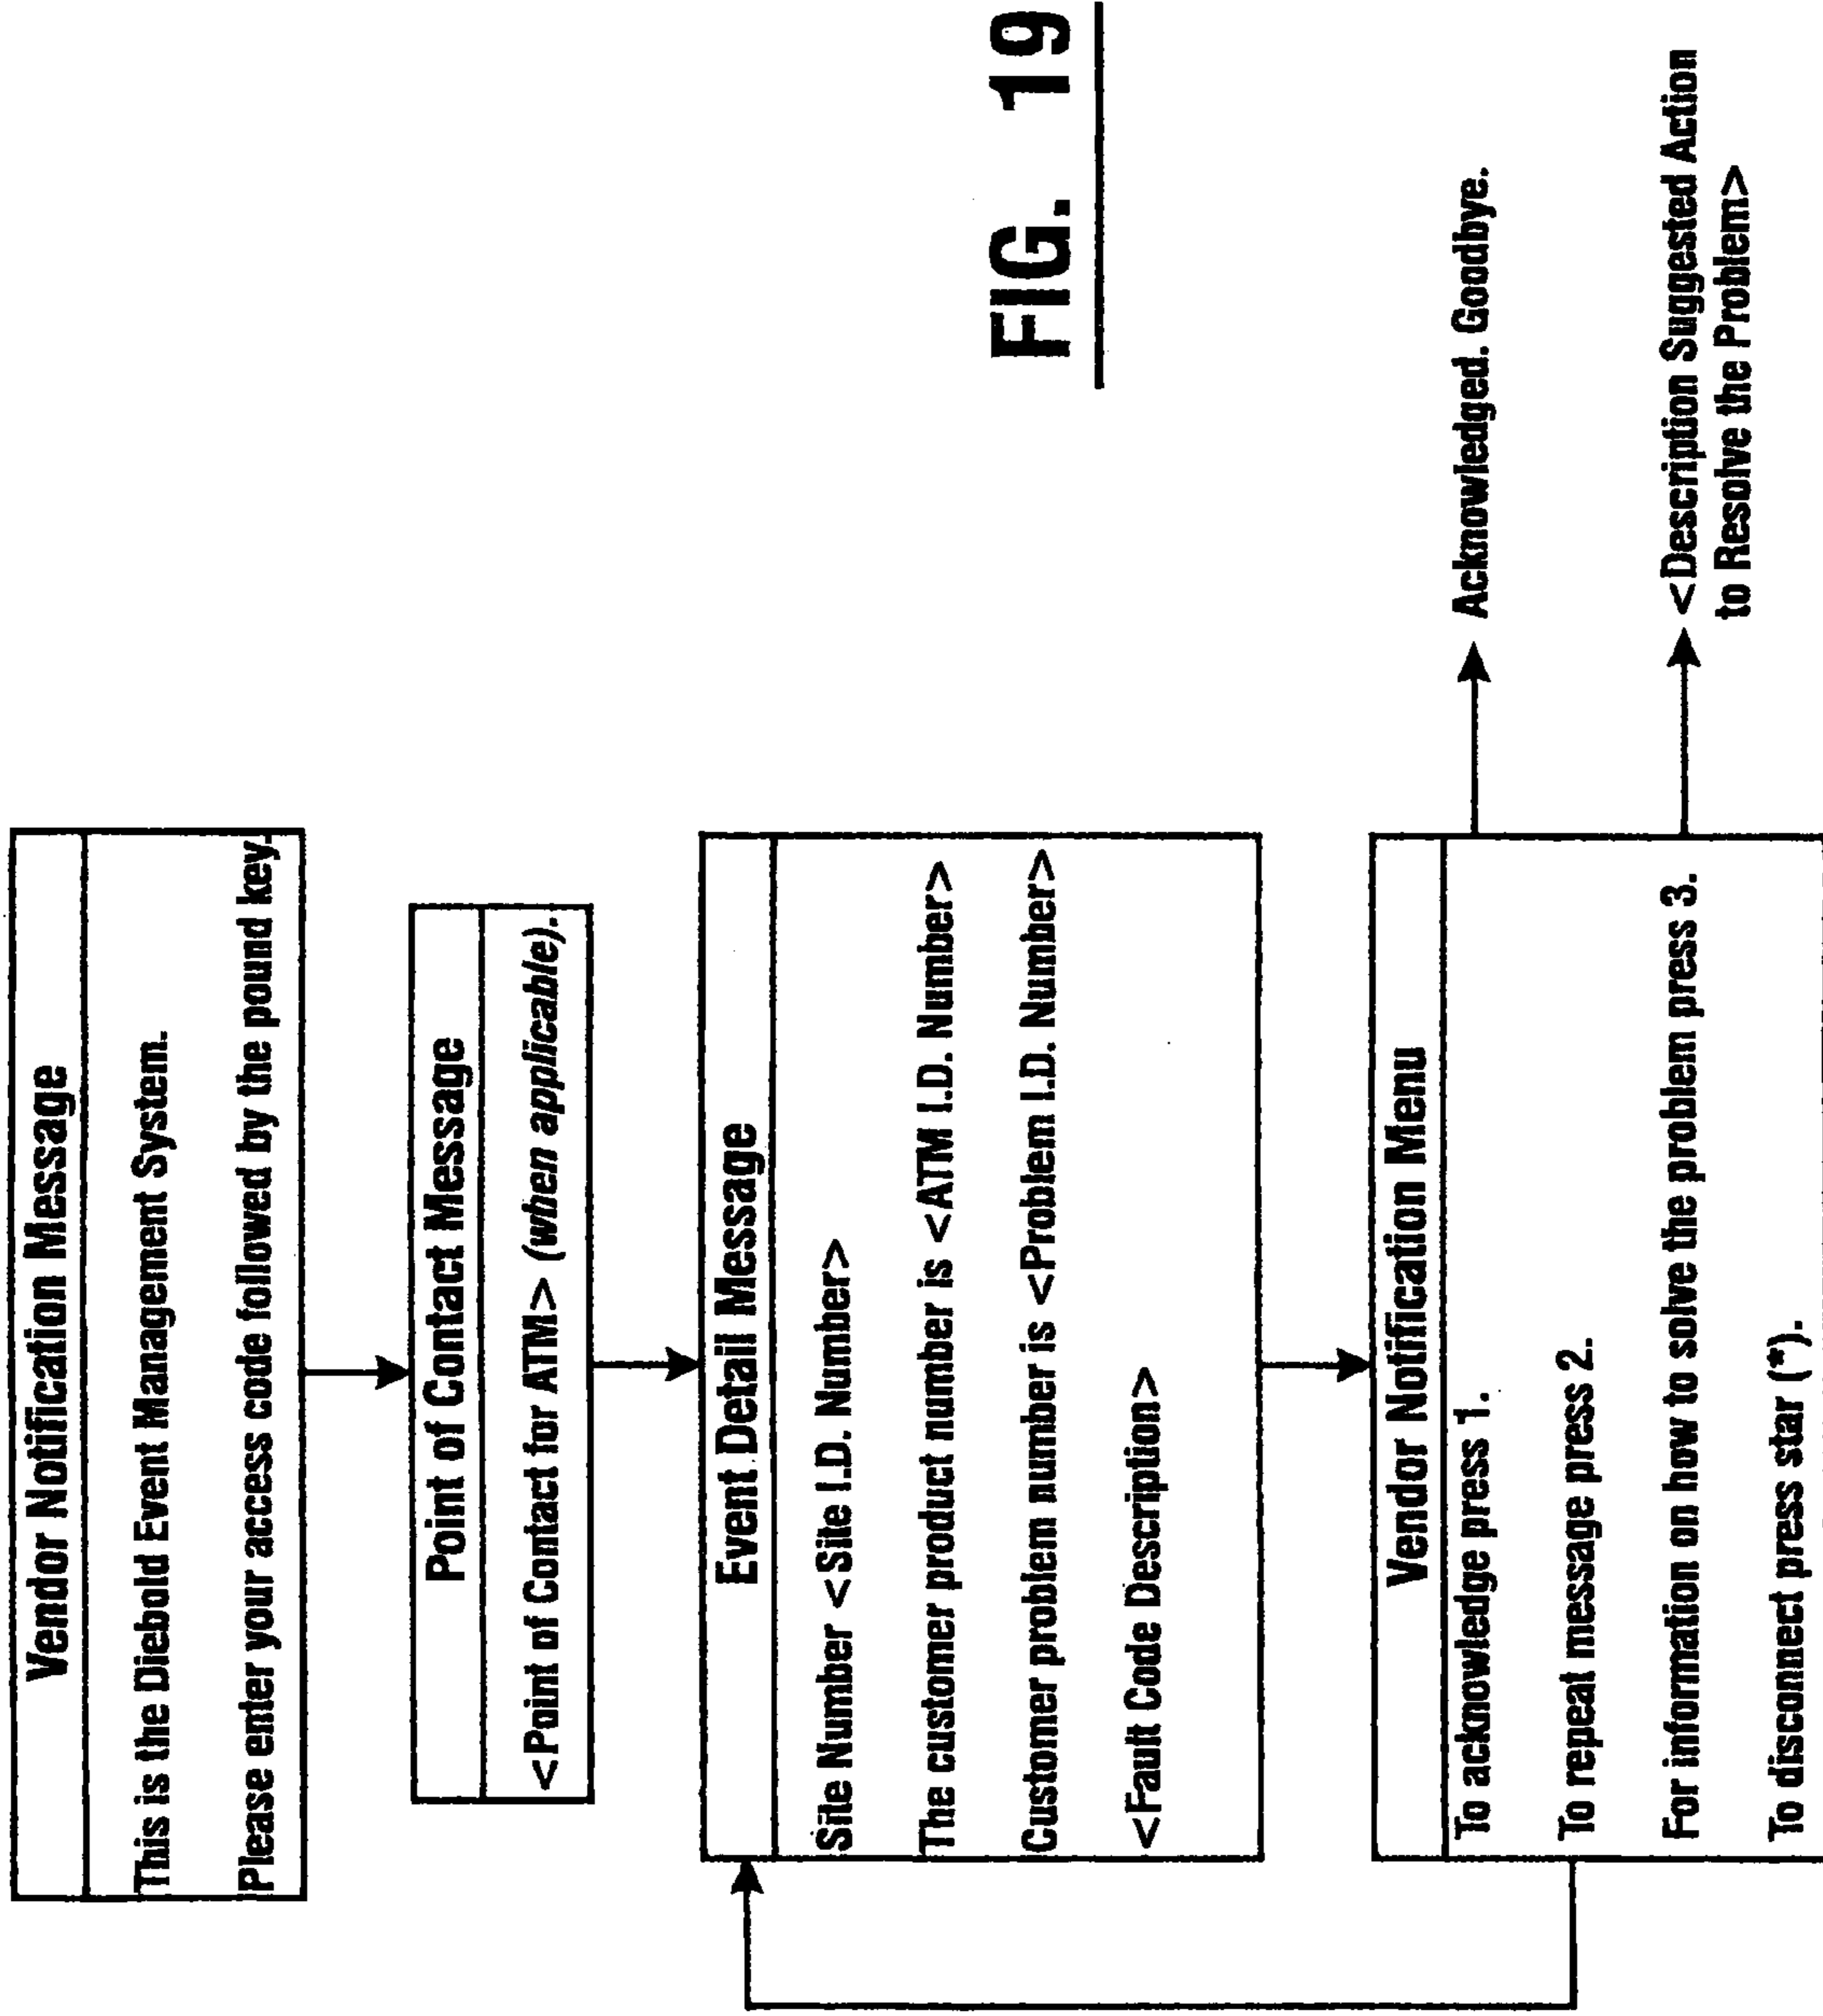 Vendor Notification Message
This is the Diebold Event Management System.
Please enter your access code followed by the pound key.
Point of Contact Message
<Point of Contact for ATM> (when applicable).
Event Detail Message
Site Number <Site I.D. Number>
The customer product number is <ATM I.D. Number>
Customer problem number is <Problem I.D. Number>
<Fault Code Description>
Vendor Notification Menu
To acknowledge press 1.
To repeat message press 2.
For information on how to solve the problem press 3.
To disconnect press star (*).
Acknowledged. Goodbye.
<Description Suggested Action
to Resolve the Problem>
FIG. 19